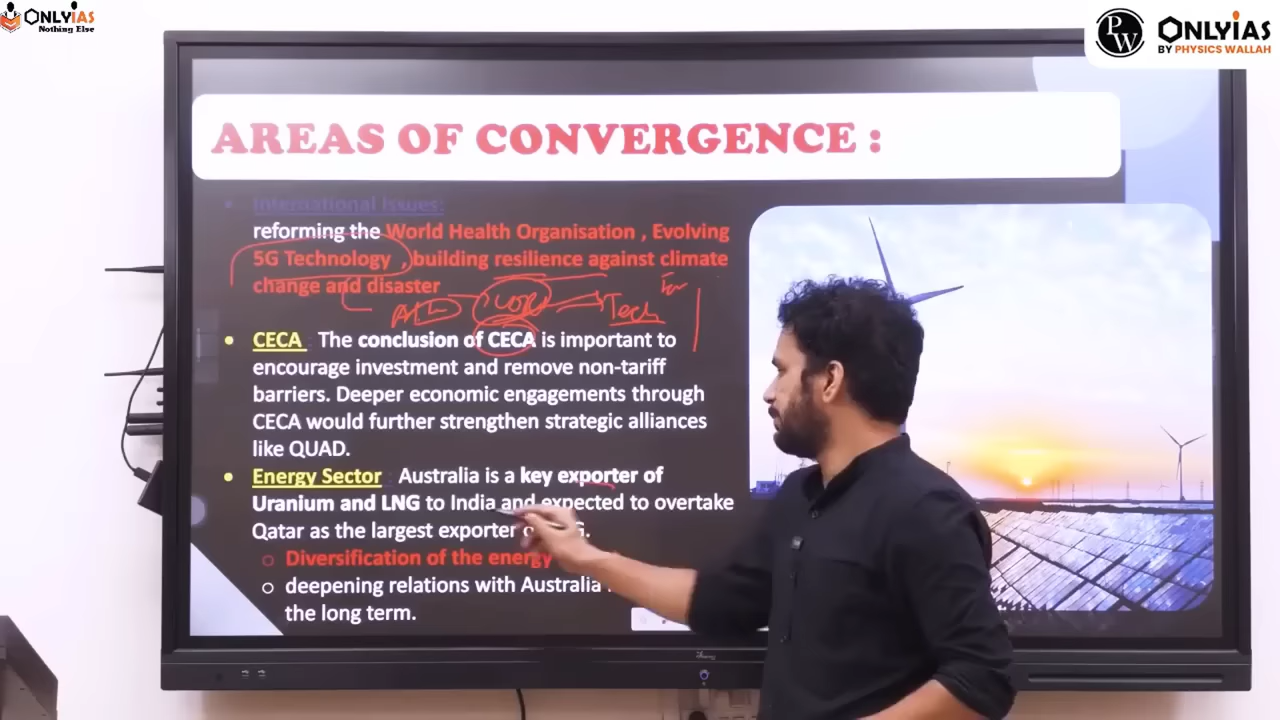 ONLYIAS
Nothing Else
PW
ONLYIAS
BY PHYSICS WALLAH
AREAS OF CONVERGENCE :
• International Issues:
reforming the World Health Organisation , Evolving
5G Technology , building resilience against climate
change and disaster
Tech
• CECA : The conclusion of CECA is important to
encourage investment and remove non-tariff
barriers. Deeper economic engagements through
CECA would further strengthen strategic alliances
like QUAD.
• Energy Sector : Australia is a key exporter of
Uranium and LNG to India and expected to overtake
Qatar as the largest exporter
○ Diversification of the energy
○ deepening relations with Australia
the long term.